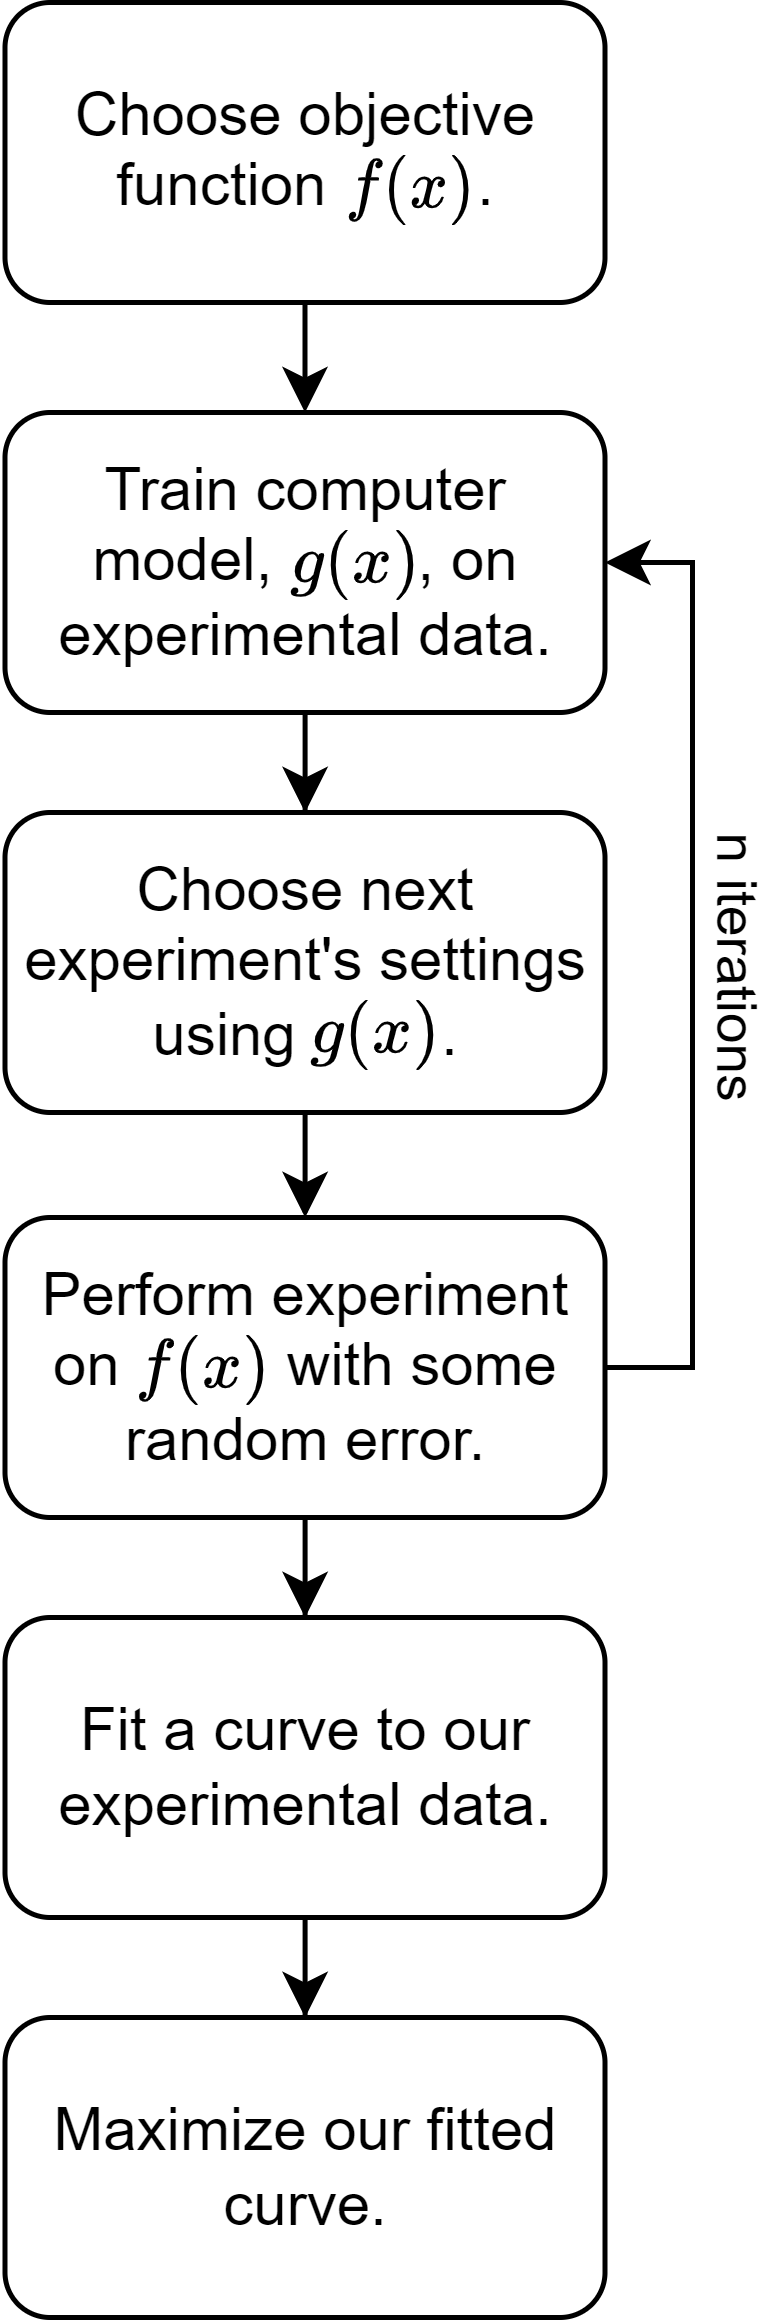 Choose objective
function f(x).
Train computer
model, g(x), on
experimental data.
Choose next
experiment's settings
using g(x).
n iterations
Perform experiment
on f(x) with some
random error.
Fit a curve to our
experimental data.
Maximize our fitted
curve.